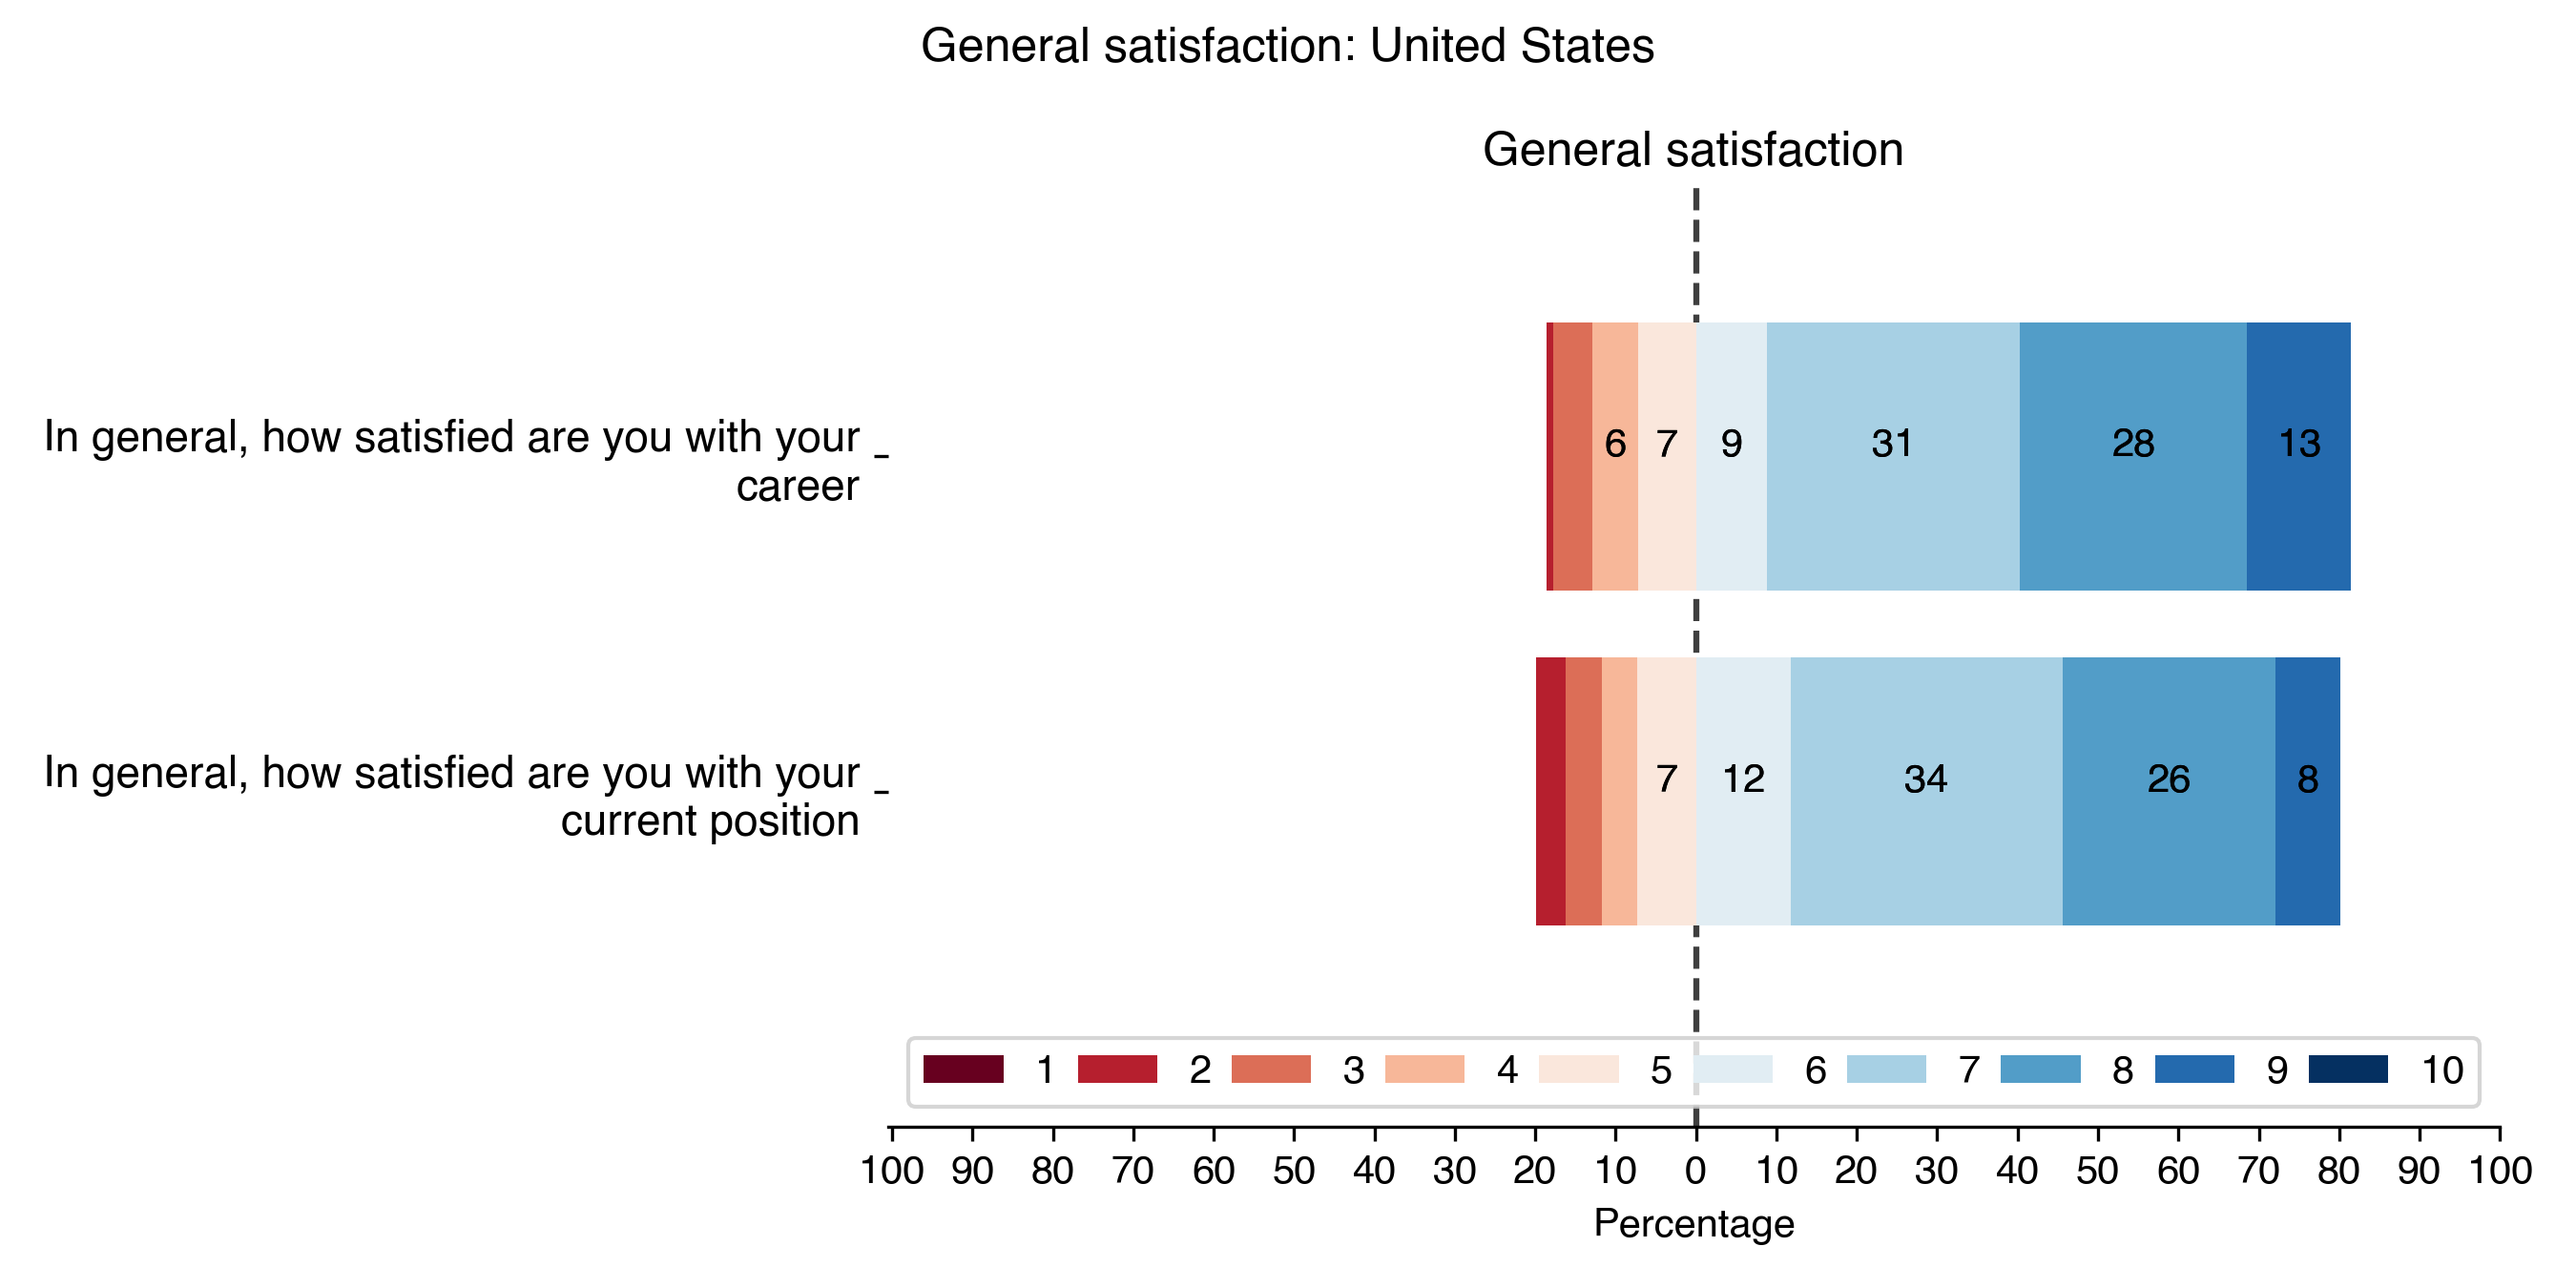 General satisfaction: United States
General satisfaction
In general, how satisfied are you with your
career
6 7 9 31 28 13
In general, how satisfied are you with your
current position
7 12 34 26 8
1 2 3 4 5 6 7 8 9 10
100 90 80 70 60 50 40 30 20 10 0 10 20 30 40 50 60 70 80 90 100
Percentage